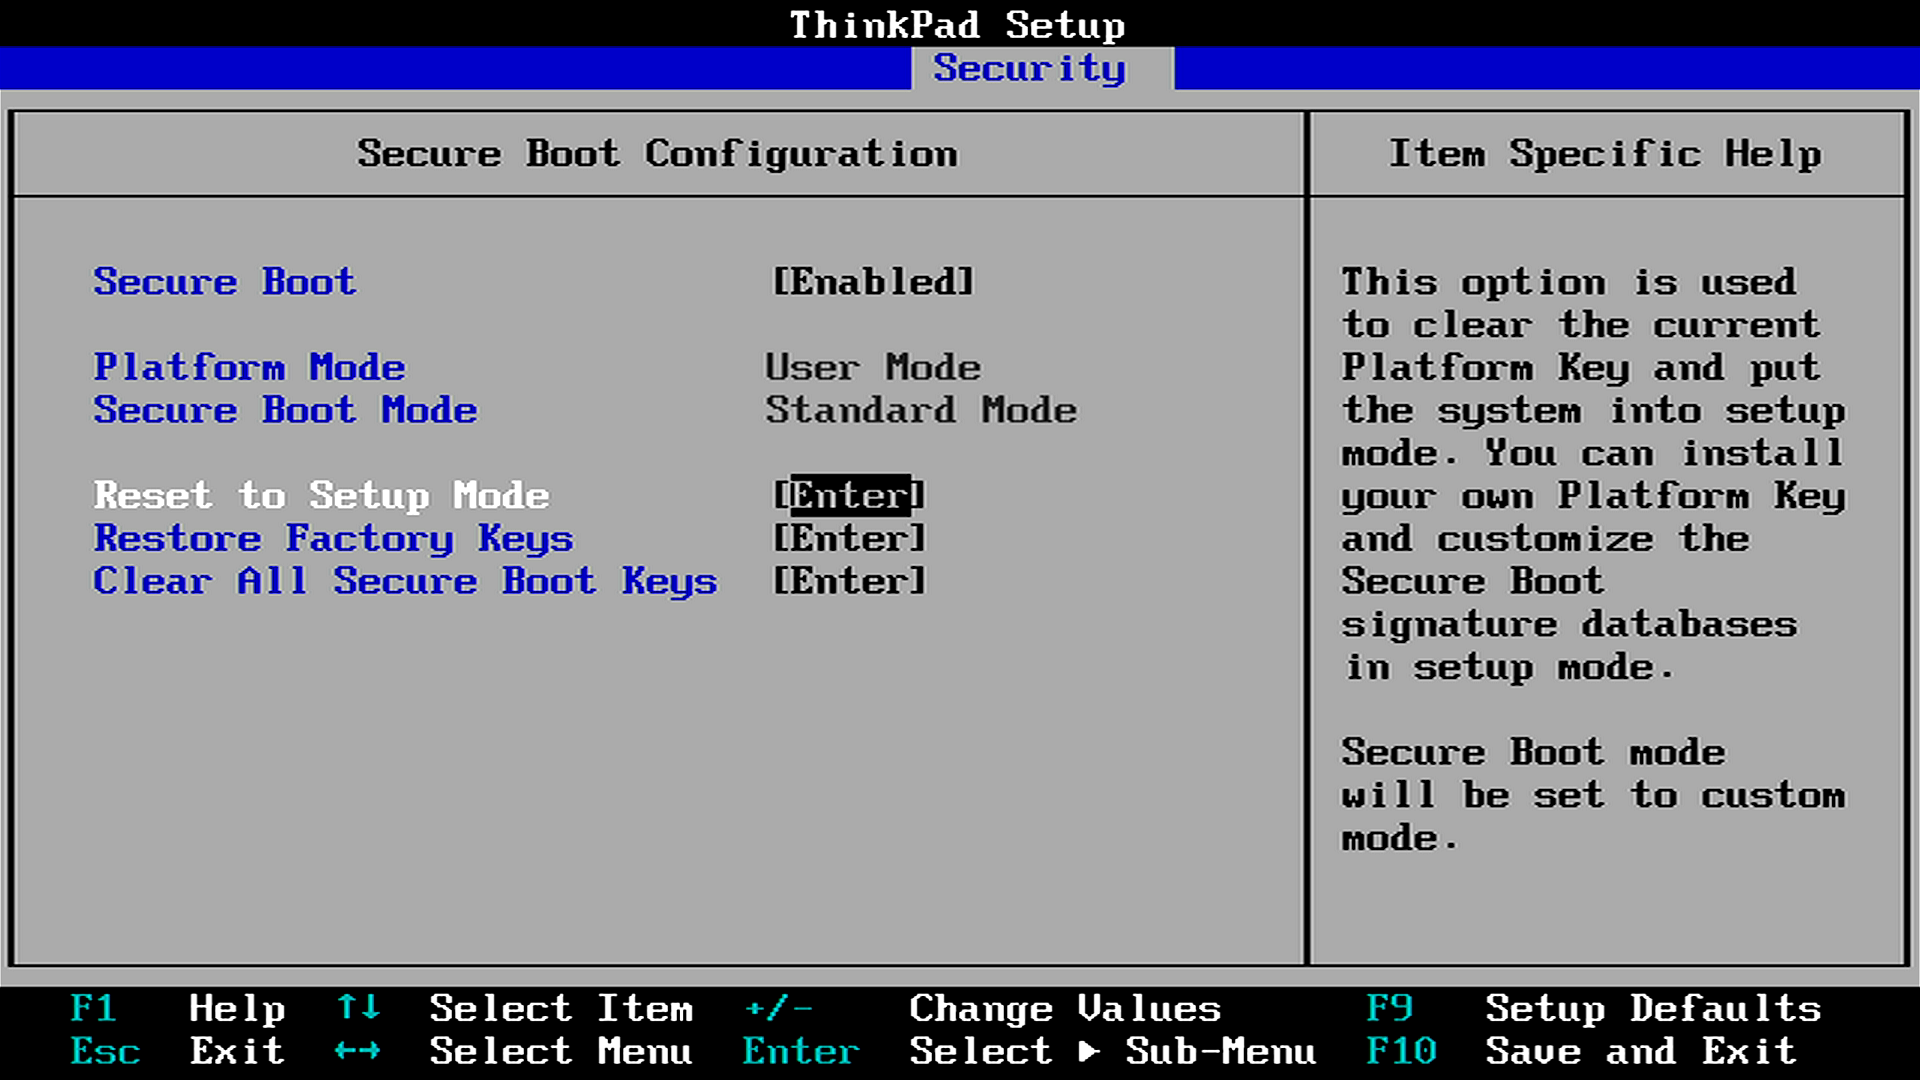 ThinkPad Setup
Security
Secure Boot Configuration
Item Specific Help
Secure Boot [Enabled]
Platform Mode User Mode
Secure Boot Mode Standard Mode
Reset to Setup Mode [Enter]
Restore Factory Keys [Enter]
Clear All Secure Boot Keys [Enter]
This option is used
to clear the current
Platform Key and put
the system into setup
mode. You can install
your own Platform Key
and customize the
Secure Boot
signature databases
in setup mode.
Secure Boot mode
will be set to custom
mode.
F1 Help ↑↓ Select Item +/- Change Values F9 Setup Defaults
Esc Exit ←→ Select Menu Enter Select ▶ Sub-Menu F10 Save and Exit